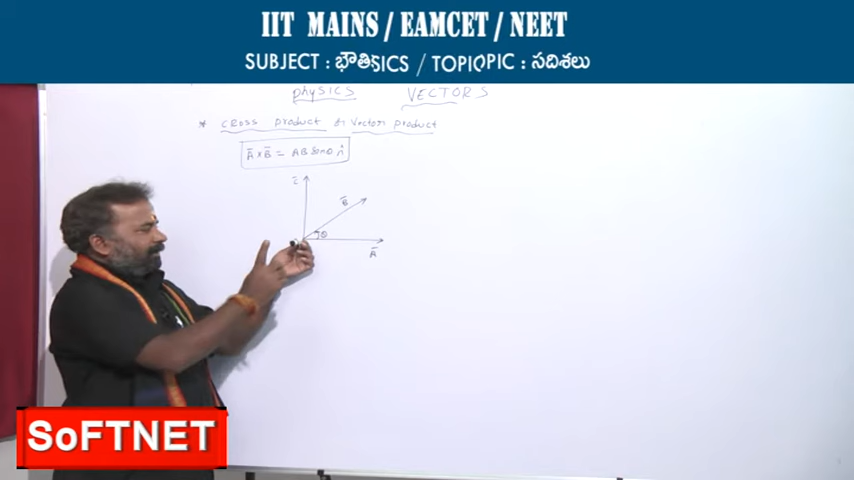 IIT MAINS / EAMCET / NEET
SUBJECT : భౌతిSICS / TOPIOPIC : సదిశలు
physics VECTORS
* cross product or vector product
A̅ x B̅ = AB sinθ n̂
C̅
B̅
θ
A̅
SoFTNET